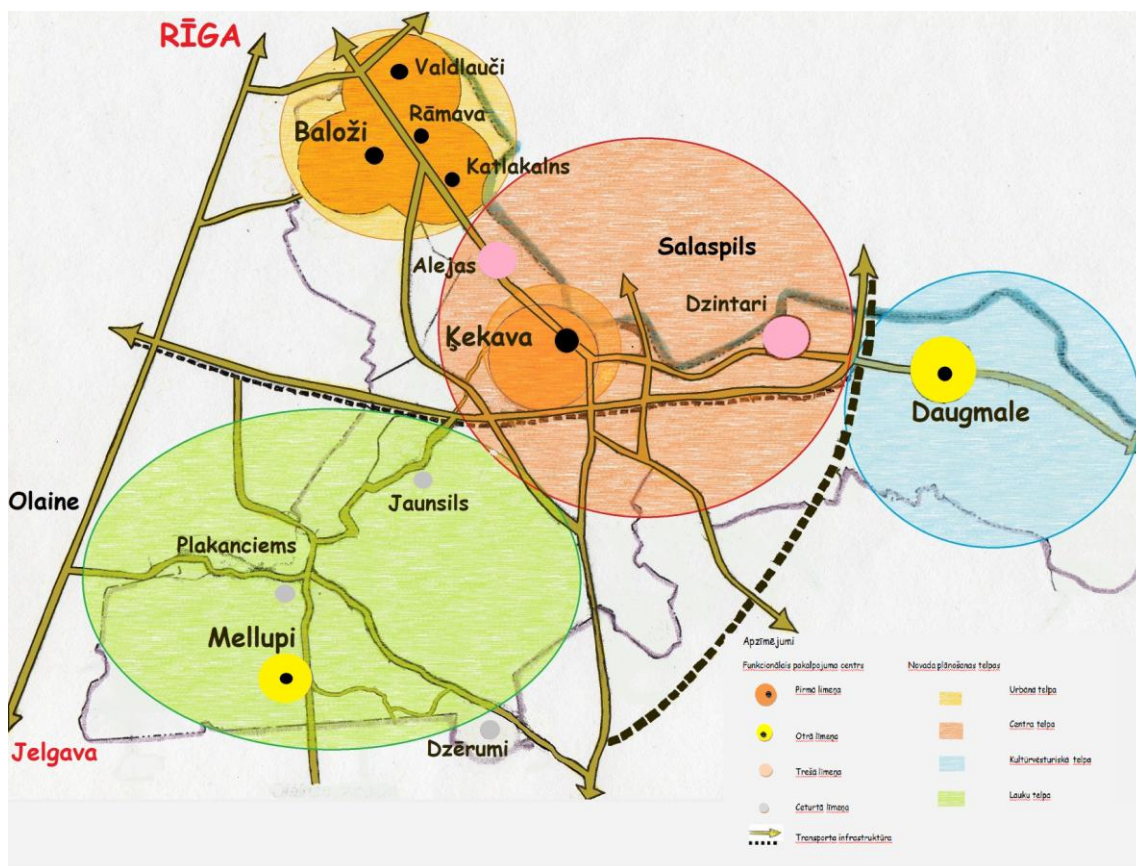 RĪGA
Valdlauči
Rāmava
Baloži
Katlakalns
Salaspils
Alejas
Dzintari
Ķekava
Daugmale
Olaine
Jaunsils
Plakanciems
Mellupi
Jelgava
Dzērumi
Apzīmējumi
Funkcionālais pakalpojuma centrs
Novada plānošanas telpas
Pirmā līmeņa
Urbana telpa
Otrā līmeņa
Centra telpa
Trešā līmeņa
Kultūrvēsturiskā telpa
Ceturtā līmeņa
Lauku telpa
Transporta infrastruktūra